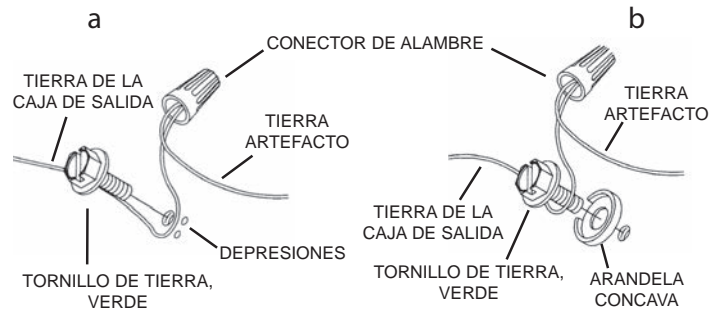 a
b
CONECTOR DE ALAMBRE
TIERRA DE LA
CAJA DE SALIDA
TIERRA
ARTEFACTO
DEPRESIONES
TORNILLO DE TIERRA,
VERDE
TIERRA
ARTEFACTO
TIERRA DE LA
CAJA DE SALIDA
TORNILLO DE TIERRA,
VERDE
ARANDELA
CONCAVA